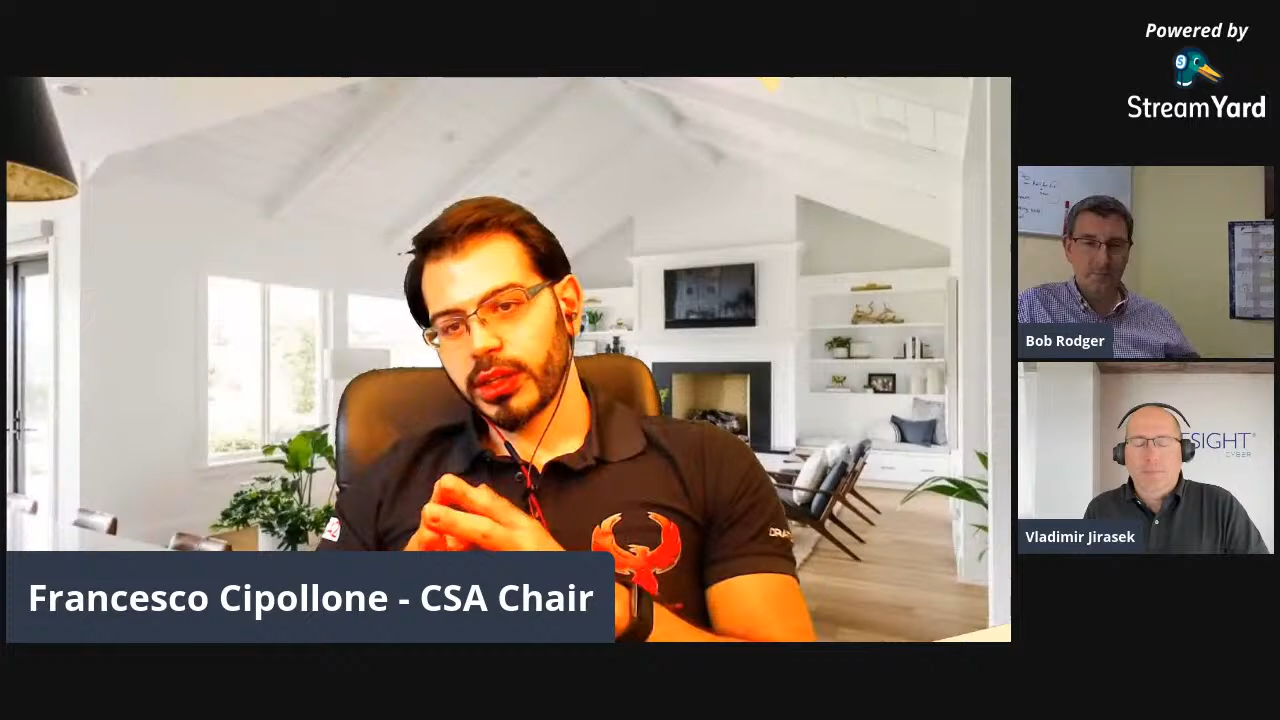 Powered by
StreamYard
Bob Rodger
SIGHT
CYBER
Vladimir Jirasek
Francesco Cipollone - CSA Chair